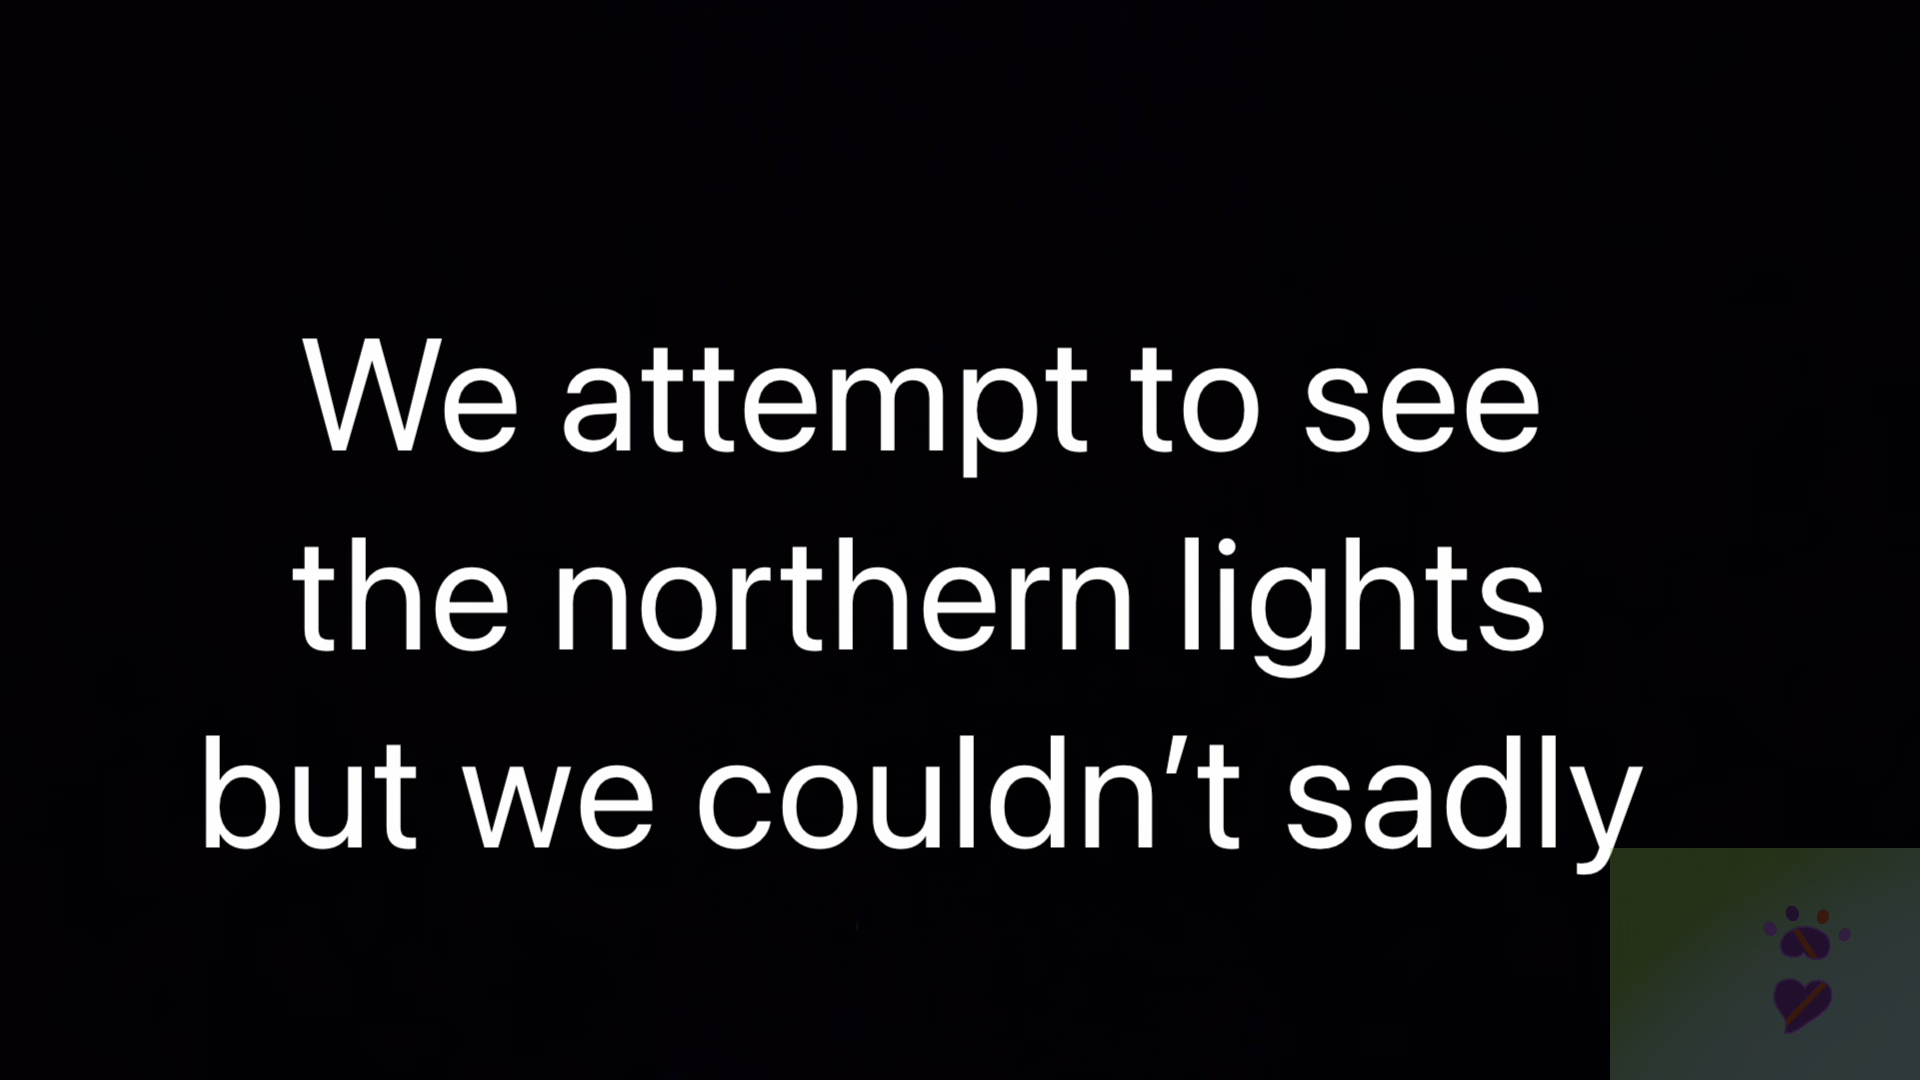 We attempt to see
the northern lights
but we couldn’t sadly